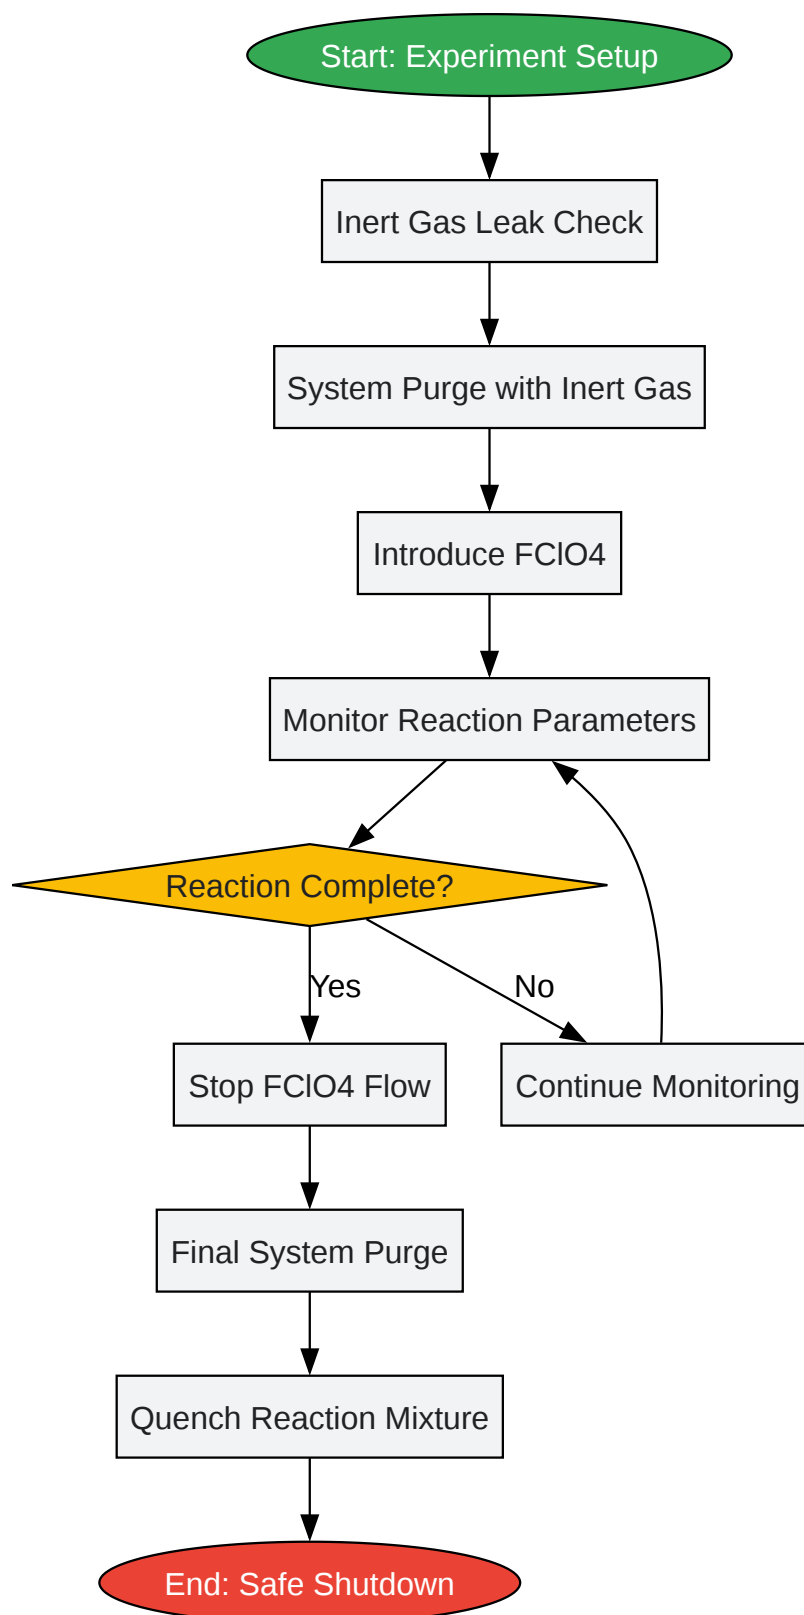 Start: Experiment Setup
Inert Gas Leak Check
System Purge with Inert Gas
Introduce FClO4
Monitor Reaction Parameters
Reaction Complete?
Yes
No
Stop FClO4 Flow
Continue Monitoring
Final System Purge
Quench Reaction Mixture
End: Safe Shutdown